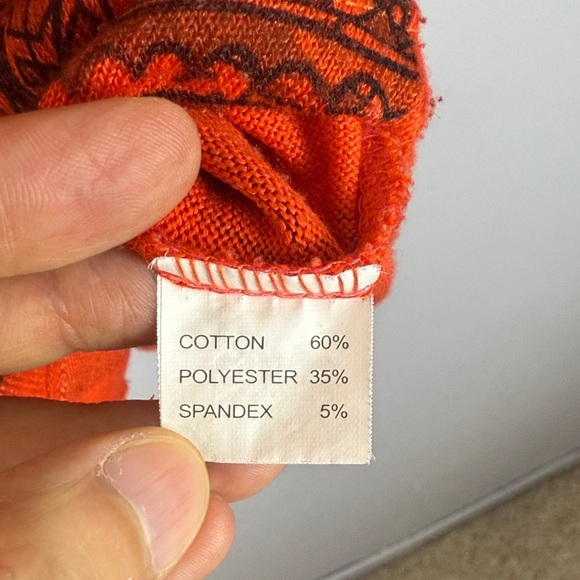 COTTON 60%
POLYESTER 35%
SPANDEX 5%